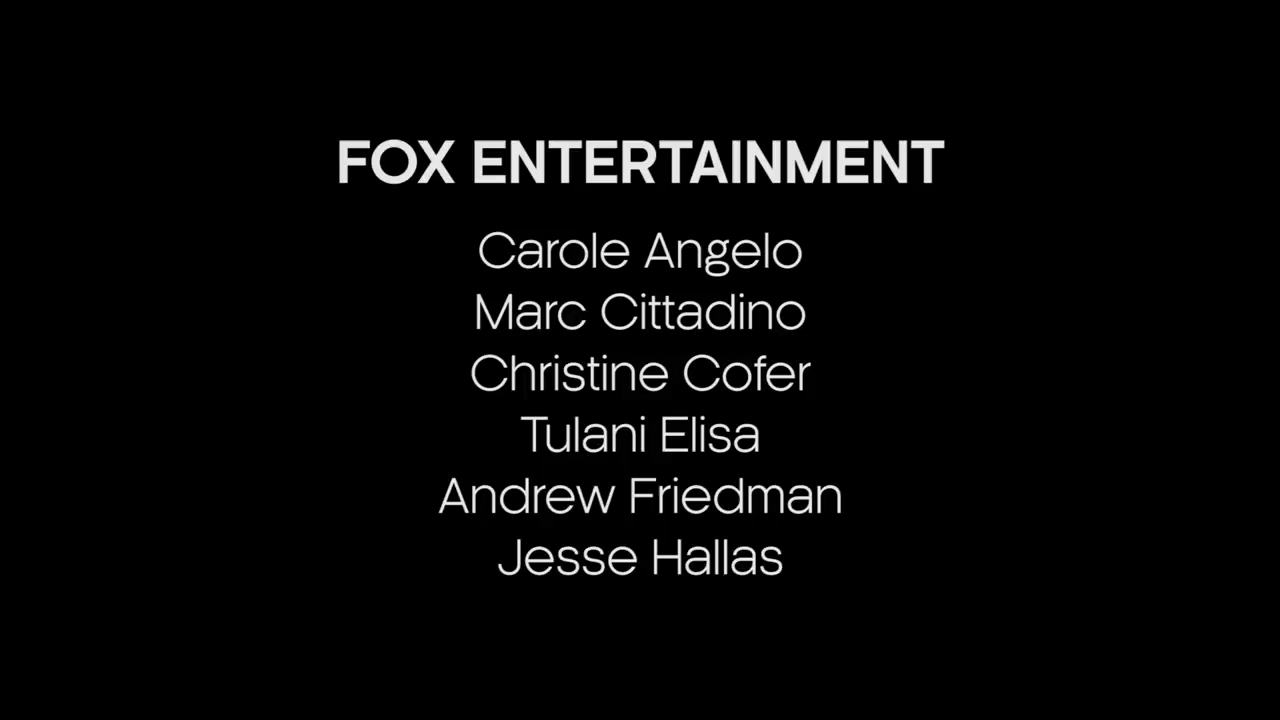 FOX ENTERTAINMENT
Carole Angelo
Marc Cittadino
Christine Cofer
Tulani Elisa
Andrew Friedman
Jesse Hallas